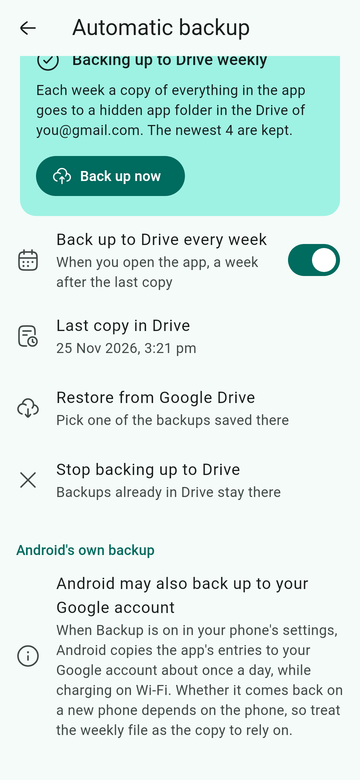 Automatic backup
Backing up to Drive weekly
Each week a copy of everything in the app
goes to a hidden app folder in the Drive of
you@gmail.com. The newest 4 are kept.
Back up now
Back up to Drive every week
When you open the app, a week
after the last copy
Last copy in Drive
25 Nov 2026, 3:21 pm
Restore from Google Drive
Pick one of the backups saved there
Stop backing up to Drive
Backups already in Drive stay there
Android's own backup
Android may also back up to your
Google account
When Backup is on in your phone's settings,
Android copies the app's entries to your
Google account about once a day, while
charging on Wi-Fi. Whether it comes back on
a new phone depends on the phone, so treat
the weekly file as the copy to rely on.